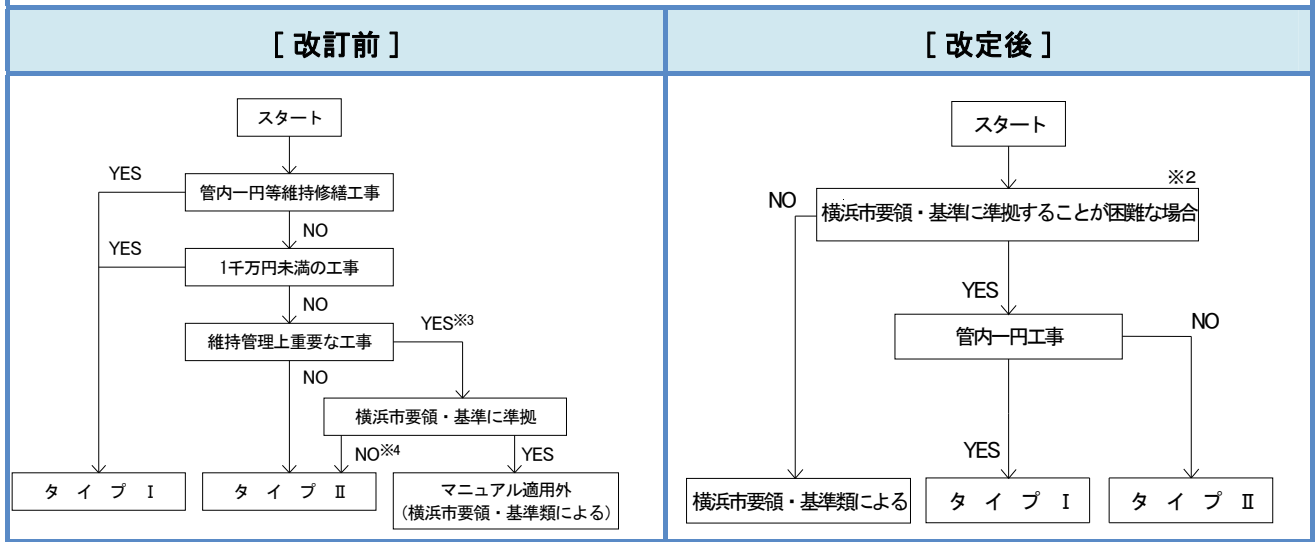 [ 改訂前 ]
スタート
YES
管内一円等維持修繕工事
NO
YES
1千万円未満の工事
NO
維持管理上重要な工事
YES※3
NO
横浜市要領・基準に準拠
NO※4
YES
タ イ プ Ⅰ
タ イ プ Ⅱ
マニュアル適用外
(横浜市要領・基準類による)
[ 改定後 ]
スタート
※2
NO
横浜市要領・基準に準拠することが困難な場合
YES
管内一円工事
NO
YES
横浜市要領・基準類による
タ イ プ Ⅰ
タ イ プ Ⅱ